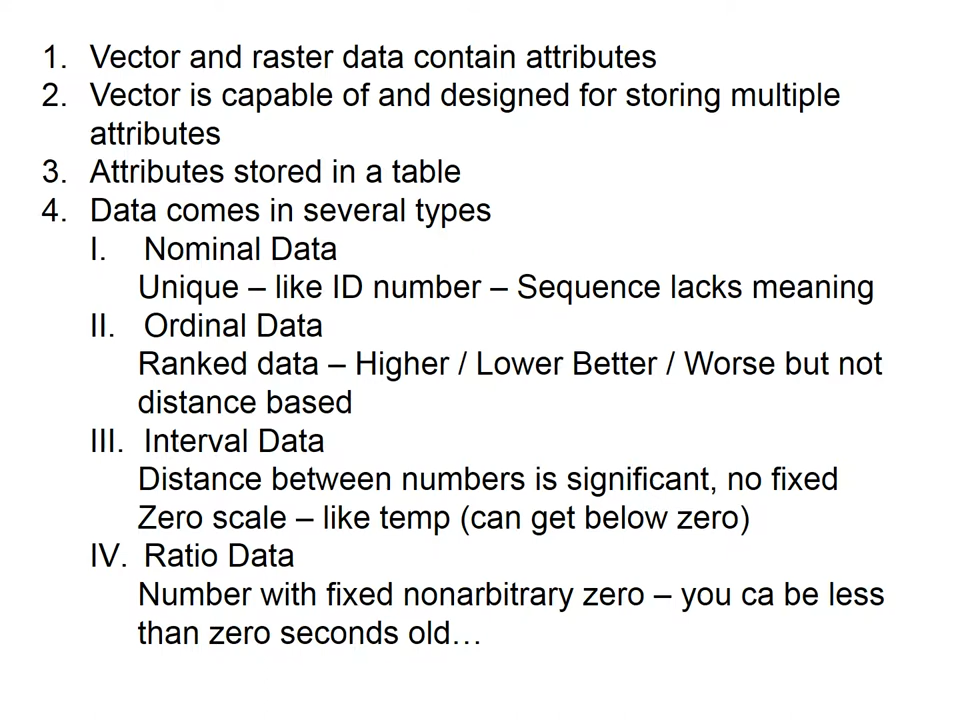 1. Vector and raster data contain attributes
2. Vector is capable of and designed for storing multiple
attributes
3. Attributes stored in a table
4. Data comes in several types
I. Nominal Data
Unique – like ID number – Sequence lacks meaning
II. Ordinal Data
Ranked data – Higher / Lower Better / Worse but not
distance based
III. Interval Data
Distance between numbers is significant, no fixed
Zero scale – like temp (can get below zero)
IV. Ratio Data
Number with fixed nonarbitrary zero – you ca be less
than zero seconds old…